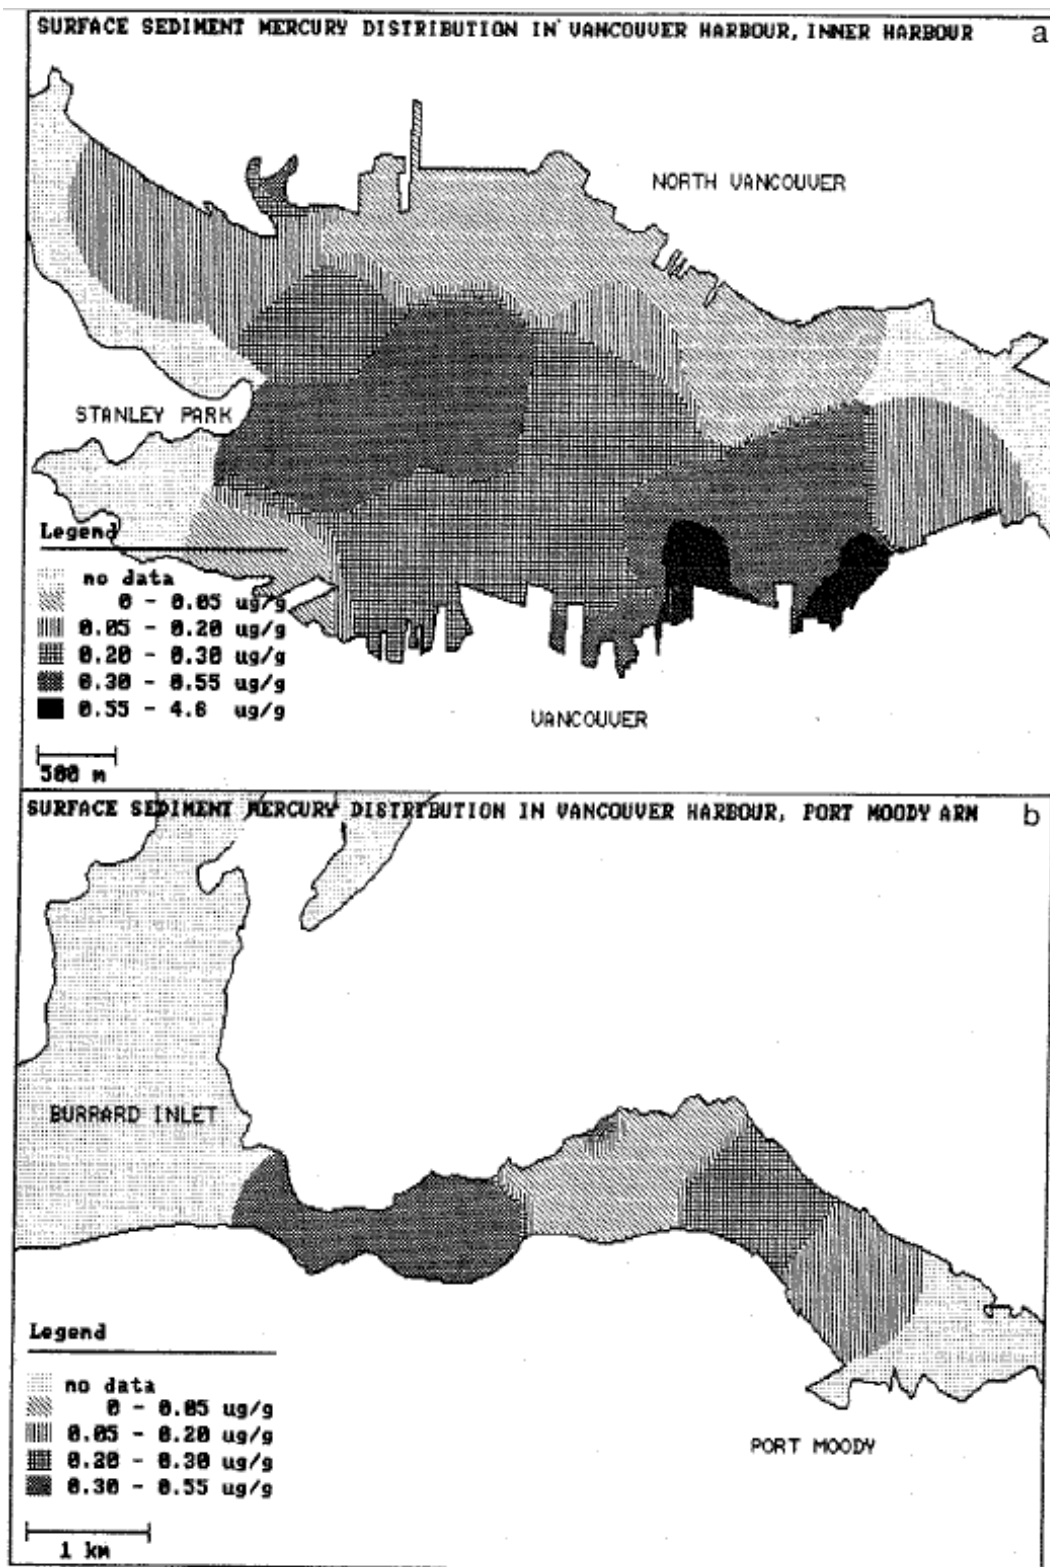 SURFACE SEDIMENT MERCURY DISTRIBUTION IN VANCOUVER HARBOUR, INNER HARBOUR a
NORTH VANCOUVER
STANLEY PARK
Legend
no data
0 - 0.05 ug/g
0.05 - 0.20 ug/g
0.20 - 0.30 ug/g
0.30 - 0.55 ug/g
0.55 - 4.6 ug/g
VANCOUVER
500 m
SURFACE SEDIMENT MERCURY DISTRIBUTION IN VANCOUVER HARBOUR, PORT MOODY ARM b
BURRARD INLET
Legend
no data
0 - 0.05 ug/g
0.05 - 0.20 ug/g
0.20 - 0.30 ug/g
0.30 - 0.55 ug/g
PORT MOODY
1 km